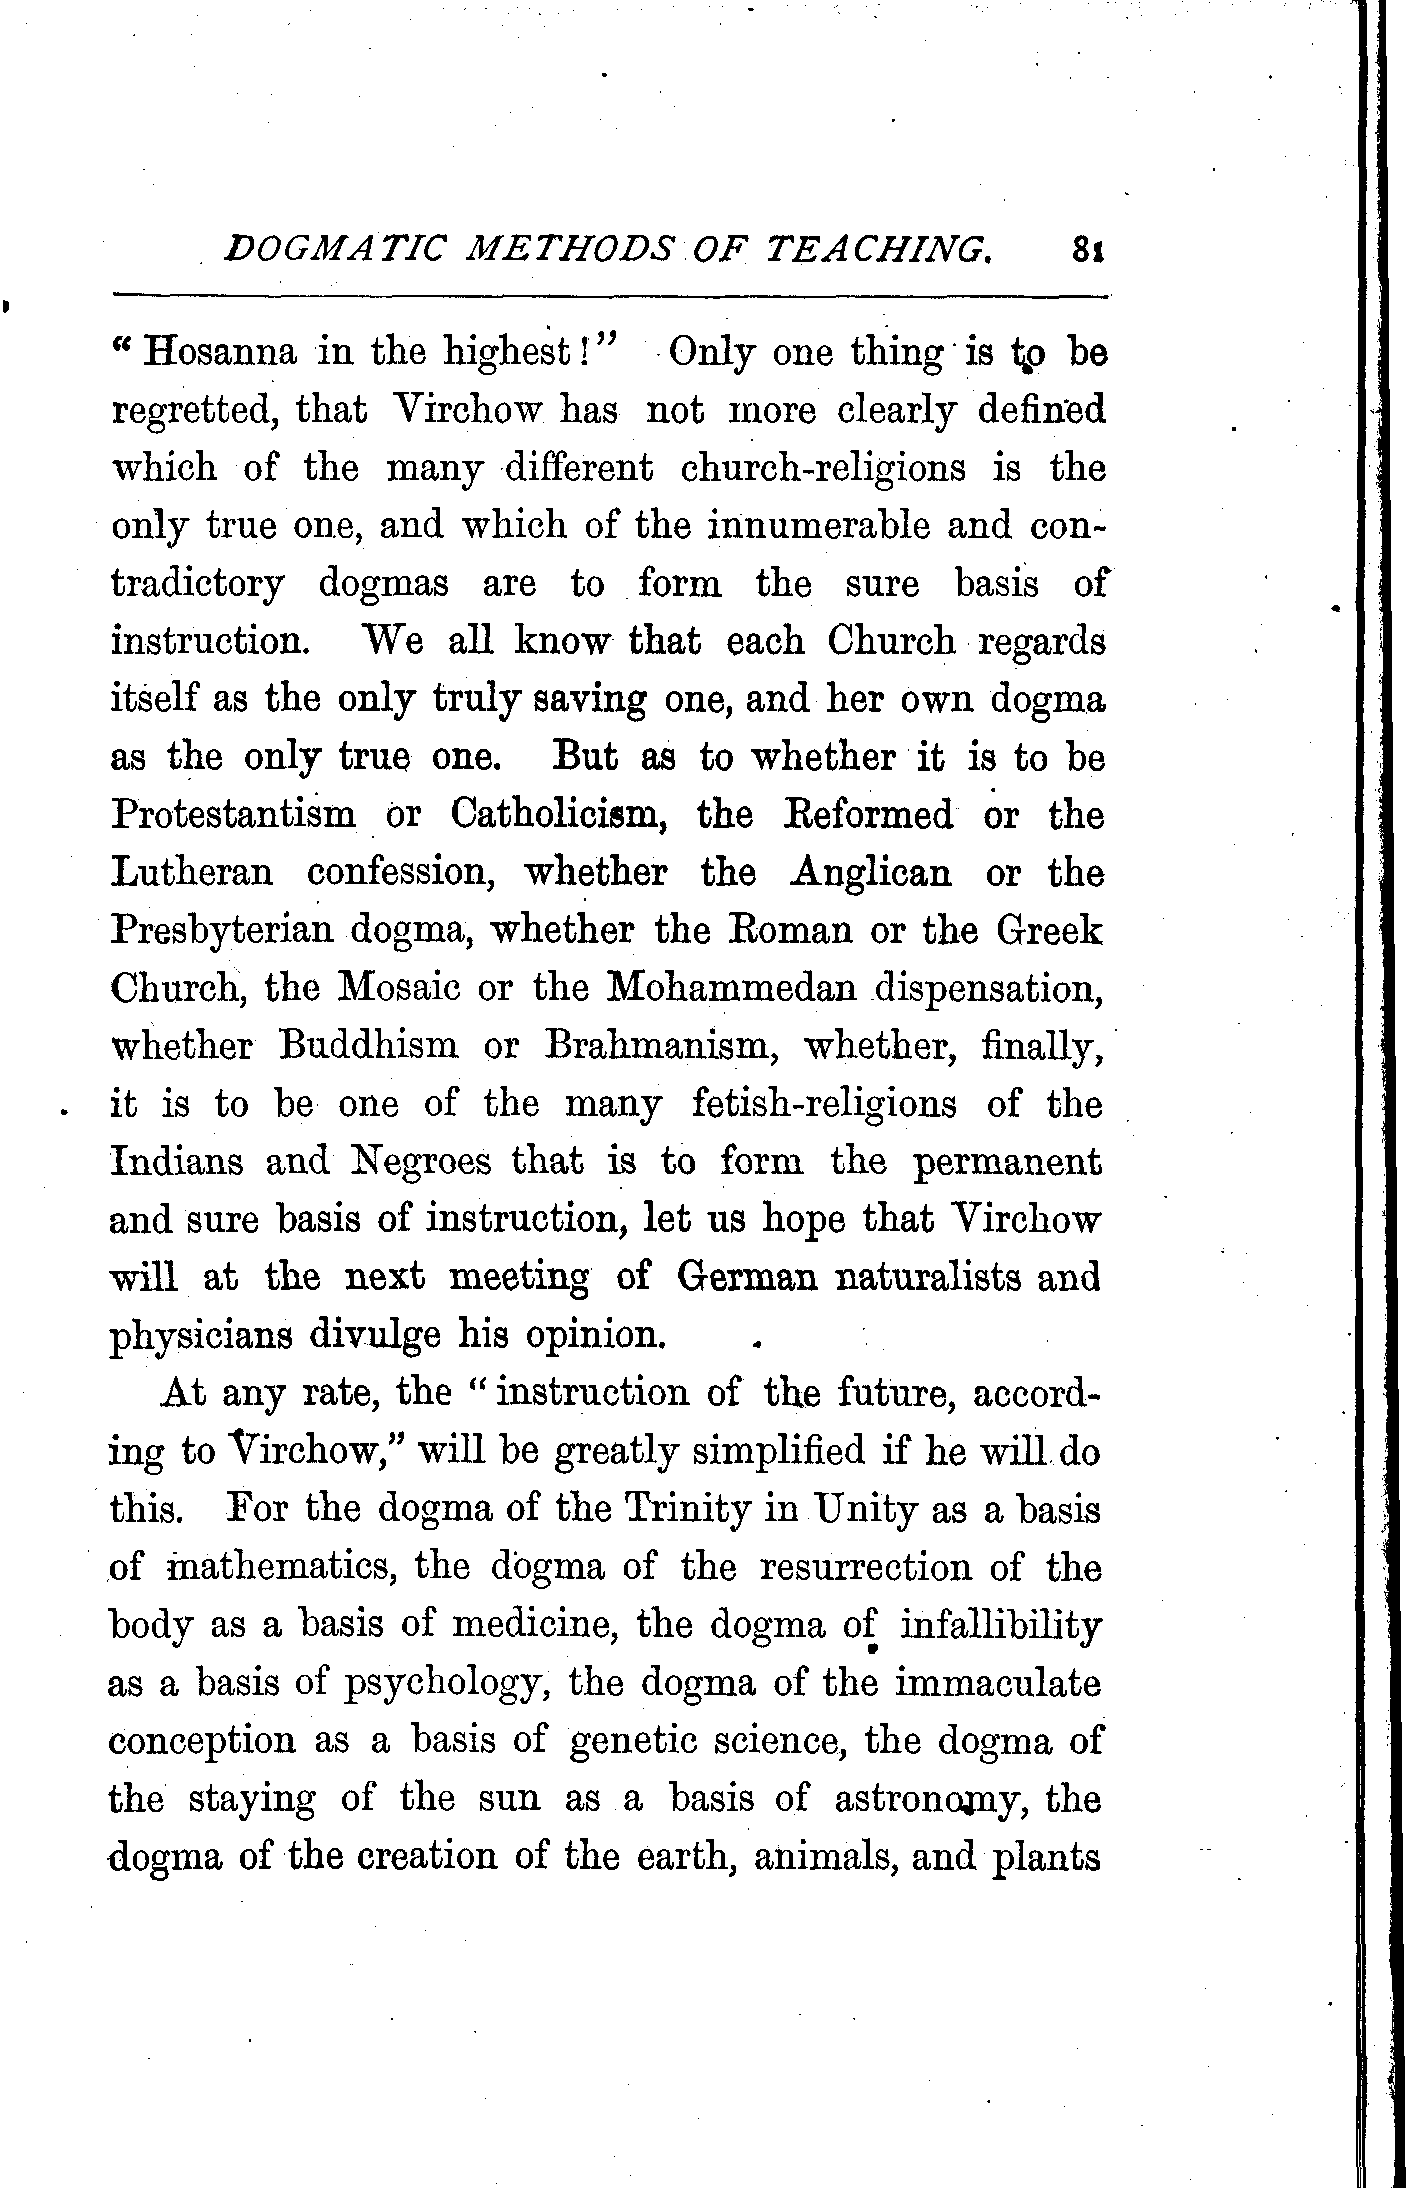 DOGMATIC METHODS OF TEACHING. 81
“ Hosanna in the highest ! ” Only one thing is to be
regretted, that Virchow has not more clearly defined
which of the many different church-religions is the
only true one, and which of the innumerable and con-
tradictory dogmas are to form the sure basis of
instruction. We all know that each Church regards
itself as the only truly saving one, and her own dogma
as the only true one. But as to whether it is to be
Protestantism or Catholicism, the Reformed or the
Lutheran confession, whether the Anglican or the
Presbyterian dogma, whether the Roman or the Greek
Church, the Mosaic or the Mohammedan dispensation,
whether Buddhism or Brahmanism, whether, finally,
it is to be one of the many fetish-religions of the
Indians and Negroes that is to form the permanent
and sure basis of instruction, let us hope that Virchow
will at the next meeting of German naturalists and
physicians divulge his opinion.
At any rate, the “ instruction of the future, accord-
ing to Virchow,” will be greatly simplified if he will do
this. For the dogma of the Trinity in Unity as a basis
of mathematics, the dogma of the resurrection of the
body as a basis of medicine, the dogma of infallibility
as a basis of psychology, the dogma of the immaculate
conception as a basis of genetic science, the dogma of
the staying of the sun as a basis of astronomy, the
dogma of the creation of the earth, animals, and plants